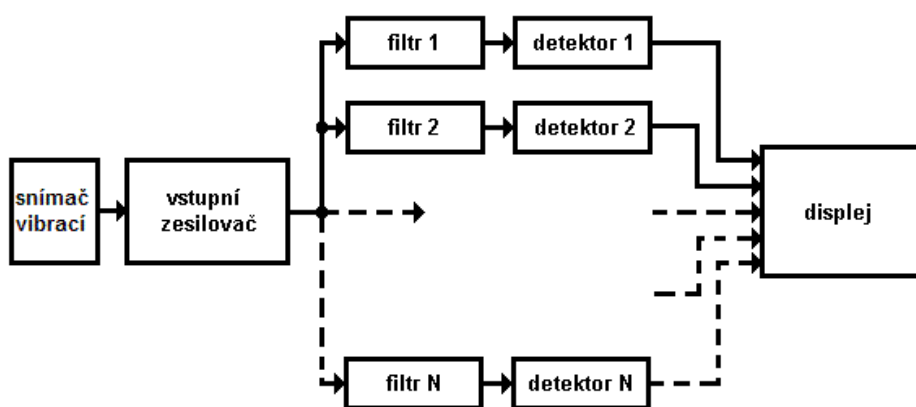 filtr 1
detektor 1
filtr 2
detektor 2
snímač
vibrací
vstupní
zesilovač
displej
filtr N
detektor N